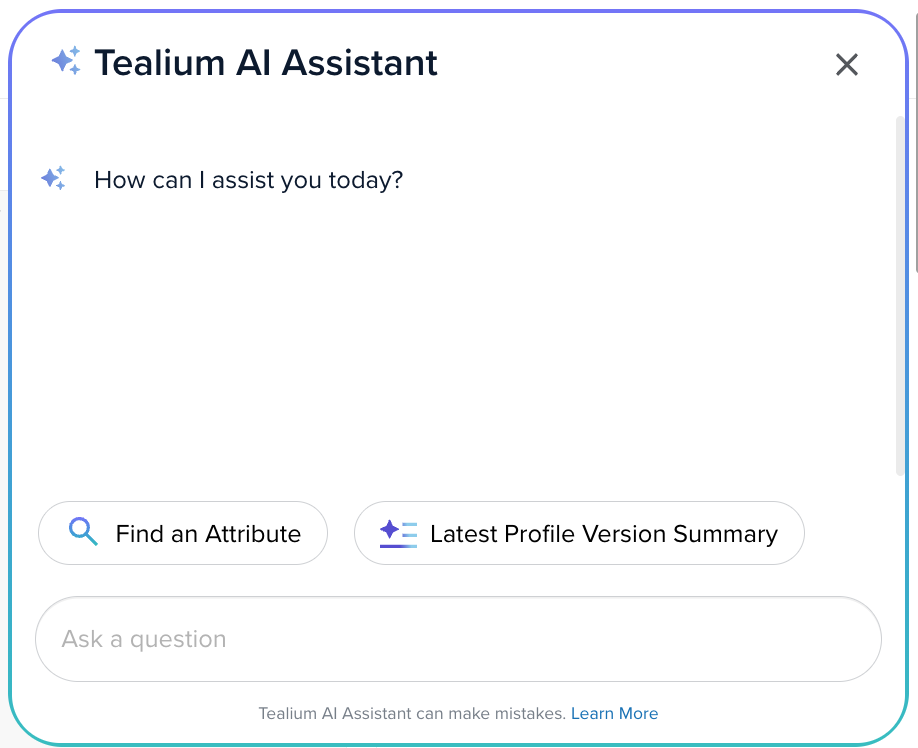 Tealium AI Assistant
How can I assist you today?
Find an Attribute
Latest Profile Version Summary
Ask a question
Tealium AI Assistant can make mistakes. Learn More